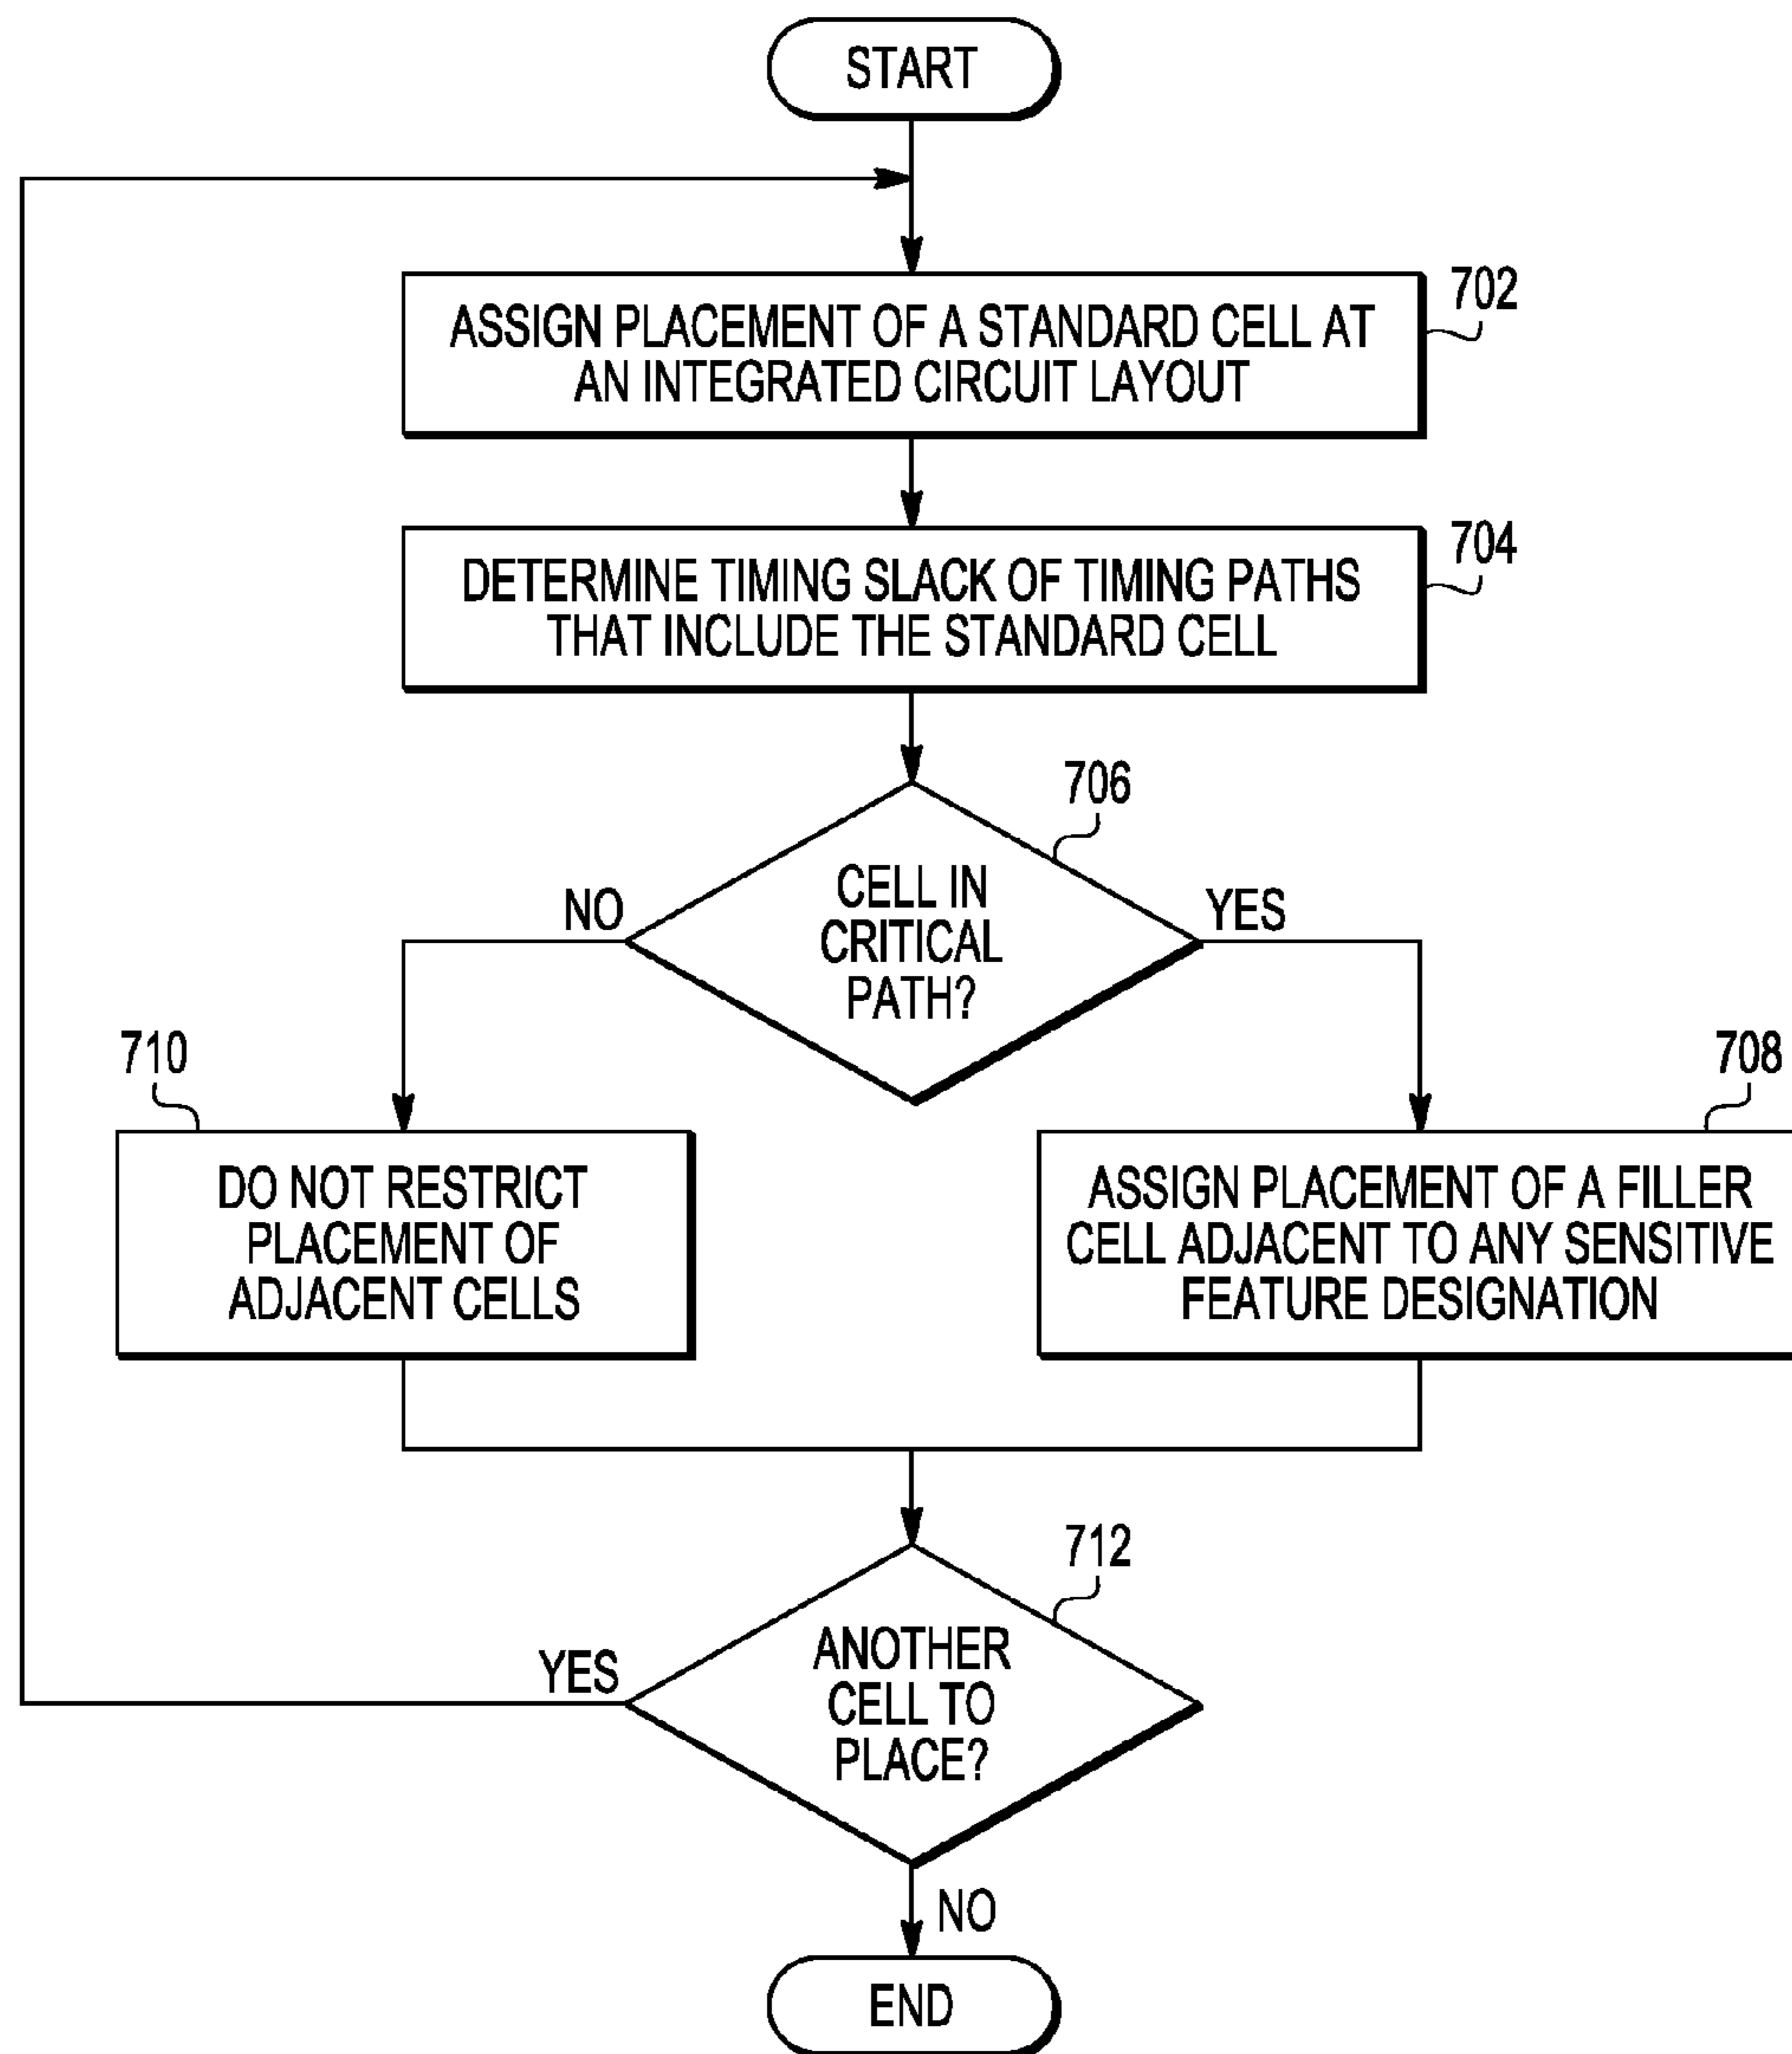 START
702
ASSIGN PLACEMENT OF A STANDARD CELL AT
AN INTEGRATED CIRCUIT LAYOUT
704
DETERMINE TIMING SLACK OF TIMING PATHS
THAT INCLUDE THE STANDARD CELL
706
CELL IN
CRITICAL
PATH?
NO
YES
710
708
DO NOT RESTRICT
PLACEMENT OF
ADJACENT CELLS
ASSIGN PLACEMENT OF A FILLER
CELL ADJACENT TO ANY SENSITIVE
FEATURE DESIGNATION
712
ANOTHER
CELL TO
PLACE?
YES
NO
END